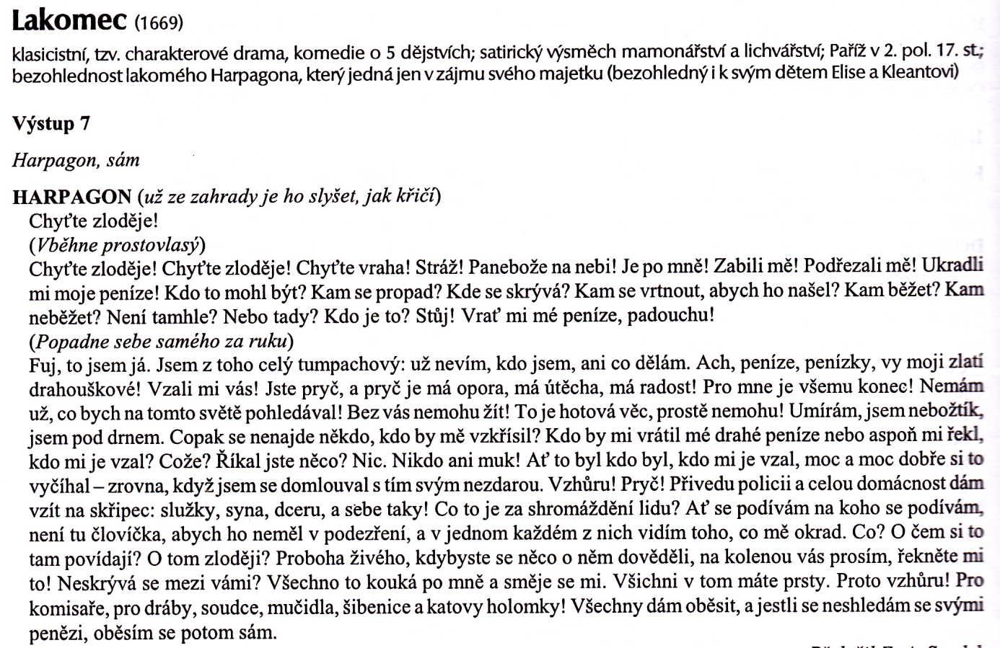 Lakomec (1669)
klasicistní, tzv. charakterové drama, komedie o 5 dějstvích; satirický výsměch mamonářství a lichvářství; Paříž v 2. pol. 17. st.;
bezohlednost lakomého Harpagona, který jedná jen v zájmu svého majetku (bezohledný i k svým dětem Elise a Kleantovi)
Výstup 7
Harpagon, sám
HARPAGON (už ze zahrady je ho slyšet, jak křičí)
Chyťte zloděje!
(Vběhne prostovlasý)
Chyťte zloděje! Chyťte zloděje! Chyťte vraha! Stráž! Panebože na nebi! Je po mně! Zabili mě! Podřezali mě! Ukradli
mi moje peníze! Kdo to mohl být? Kam se propad? Kde se skrývá? Kam se vrtnout, abych ho našel? Kam běžet? Kam
neběžet? Není tamhle? Nebo tady? Kdo je to? Stůj! Vrať mi mé peníze, padouchu!
(Popadne sebe samého za ruku)
Fuj, to jsem já. Jsem z toho celý tumpachový: už nevím, kdo jsem, ani co dělám. Ach, peníze, penízky, vy moji zlatí
drahouškové! Vzali mi vás! Jste pryč, a pryč je má opora, má útěcha, má radost! Pro mne je všemu konec! Nemám
už, co bych na tomto světě pohledával! Bez vás nemohu žít! To je hotová věc, prostě nemohu! Umírám, jsem nebožtík,
jsem pod drnem. Copak se nenajde někdo, kdo by mě vzkřísil? Kdo by mi vrátil mé drahé peníze nebo aspoň mi řekl,
kdo mi je vzal? Cože? Říkal jste něco? Nic. Nikdo ani muk! Ať to byl kdo byl, kdo mi je vzal, moc a moc dobře si to
vyčíhal – zrovna, když jsem se domlouval s tím svým nezdarou. Vzhůru! Pryč! Přivedu policii a celou domácnost dám
vzít na skřipec: služky, syna, dceru, a sebe taky! Co to je za shromáždění lidu? Ať se podívám na koho se podívám,
není tu človíčka, abych ho neměl v podezření, a v jednom každém z nich vidím toho, co mě okrad. Co? O čem si to
tam povídají? O tom zloději? Proboha živého, kdybyste se něco o něm dověděli, na kolenou vás prosím, řekněte mi
to! Neskrývá se mezi vámi? Všechno to kouká po mně a směje se mi. Všichni v tom máte prsty. Proto vzhůru! Pro
komisaře, pro dráby, soudce, mučidla, šibenice a katovy holomky! Všechny dám oběsit, a jestli se neshledám se svými
penězi, oběsím se potom sám.